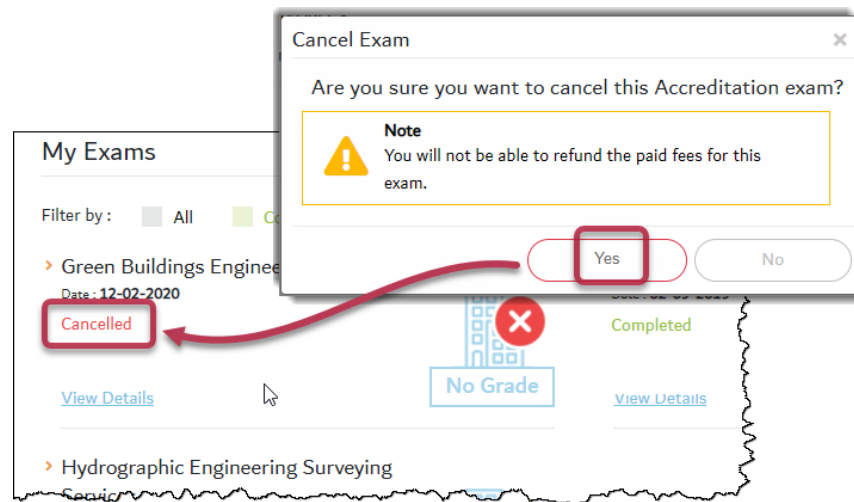 Cancel Exam
Are you sure you want to cancel this Accreditation exam?
Note
You will not be able to refund the paid fees for this
exam.
Yes
No
My Exams
Filter by :
All
Green Buildings
Date : 12-02-2020
Cancelled
No Grade
View Details
Completed
View Details
Hydrographic Engineering Surveying